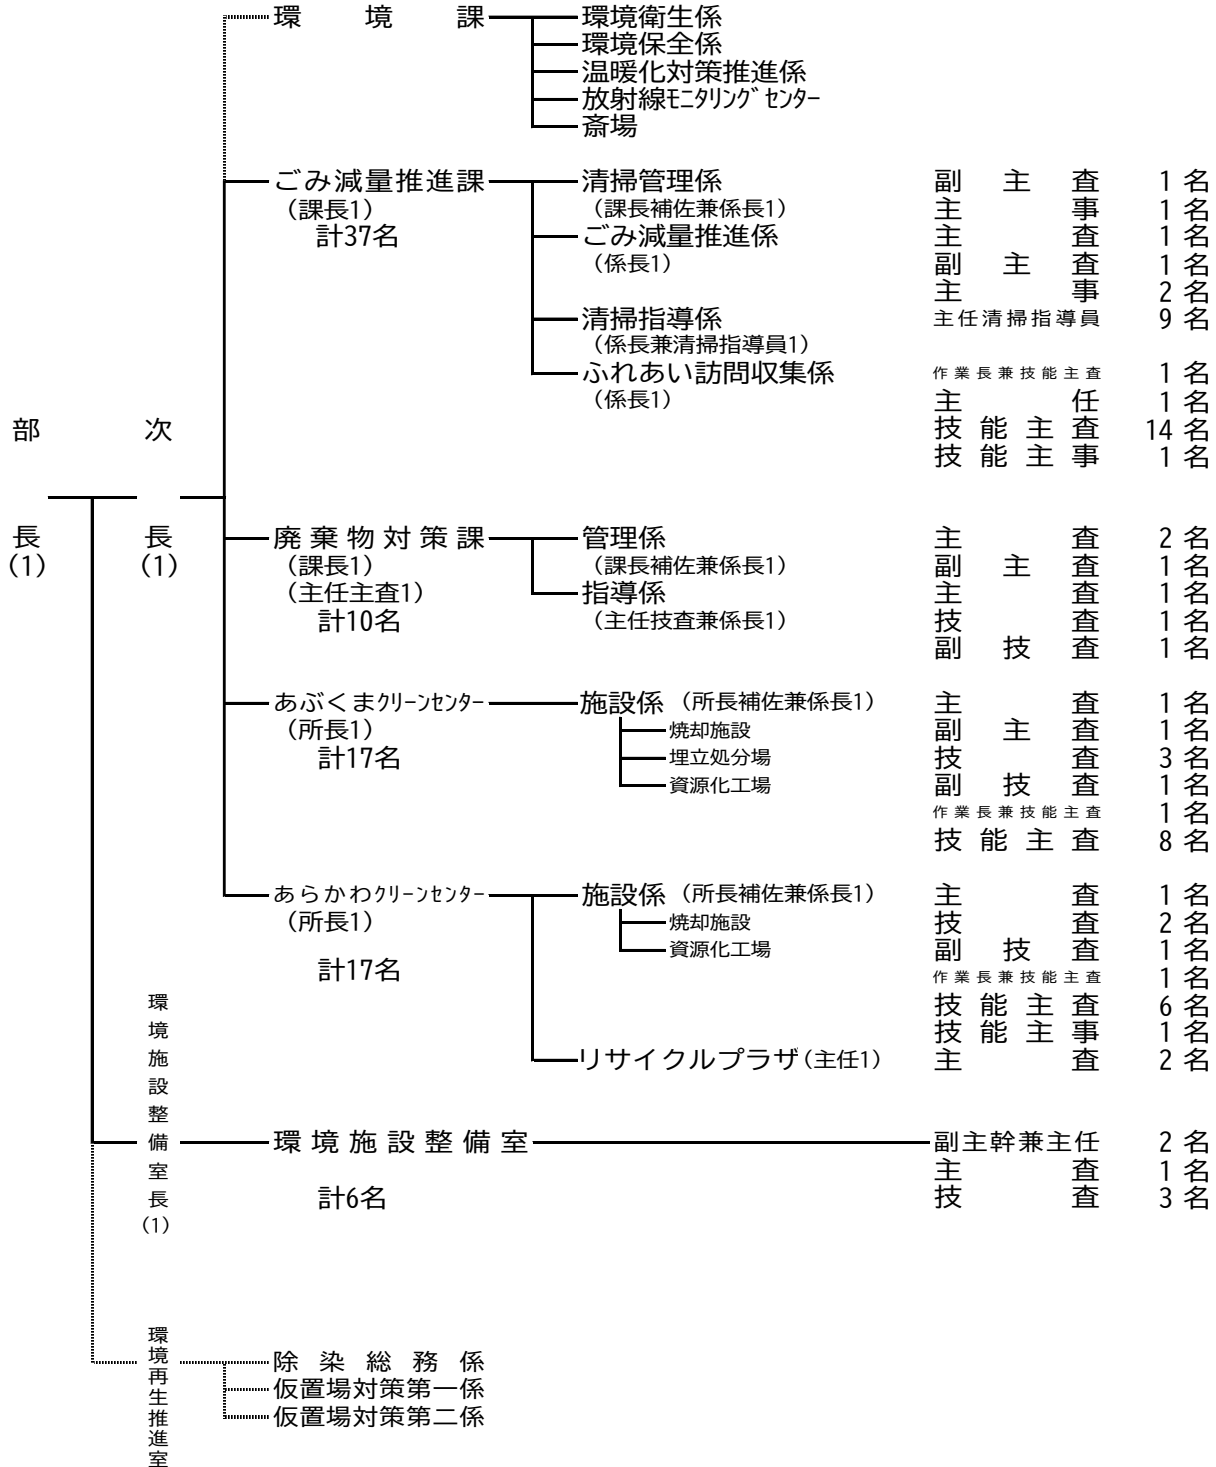 環境課 環境衛生係
環境保全係
温暖化対策推進係
放射線ﾓﾆﾀﾘﾝｸﾞｾﾝﾀｰ
斎場
ごみ減量推進課 清掃管理係 副主査 1名
(課長1) (課長補佐兼係長1) 主事 1名
計37名 ごみ減量推進係 主査 1名
(係長1) 副主査 1名
主事 2名
清掃指導係 主任清掃指導員 9名
(係長兼清掃指導員1)
ふれあい訪問収集係 作業長兼技能主査 1名
(係長1) 主任 1名
部長(1) 次長(1) 技能主査 14名
技能主事 1名
廃棄物対策課 管理係 主査 2名
(課長1) (課長補佐兼係長1) 副主査 1名
(主任主査1) 指導係 主査 1名
計10名 (主任技査兼係長1) 技査 1名
副技査 1名
あぶくまｸﾘｰﾝｾﾝﾀｰ 施設係 (所長補佐兼係長1) 主査 1名
(所長1) 焼却施設 副主査 1名
計17名 埋立処分場 技査 3名
資源化工場 副技査 1名
作業長兼技能主査 1名
技能主査 8名
あらかわｸﾘｰﾝｾﾝﾀｰ 施設係 (所長補佐兼係長1) 主査 1名
(所長1) 焼却施設 技査 2名
資源化工場 副技査 1名
計17名 作業長兼技能主査 1名
技能主査 6名
技能主事 1名
リサイクルプラザ(主任1) 主査 2名
環境施設整備室長(1) 環境施設整備室 副主幹兼主任 2名
主査 1名
計6名 技査 3名
環境再生推進室 除染総務係
仮置場対策第一係
仮置場対策第二係